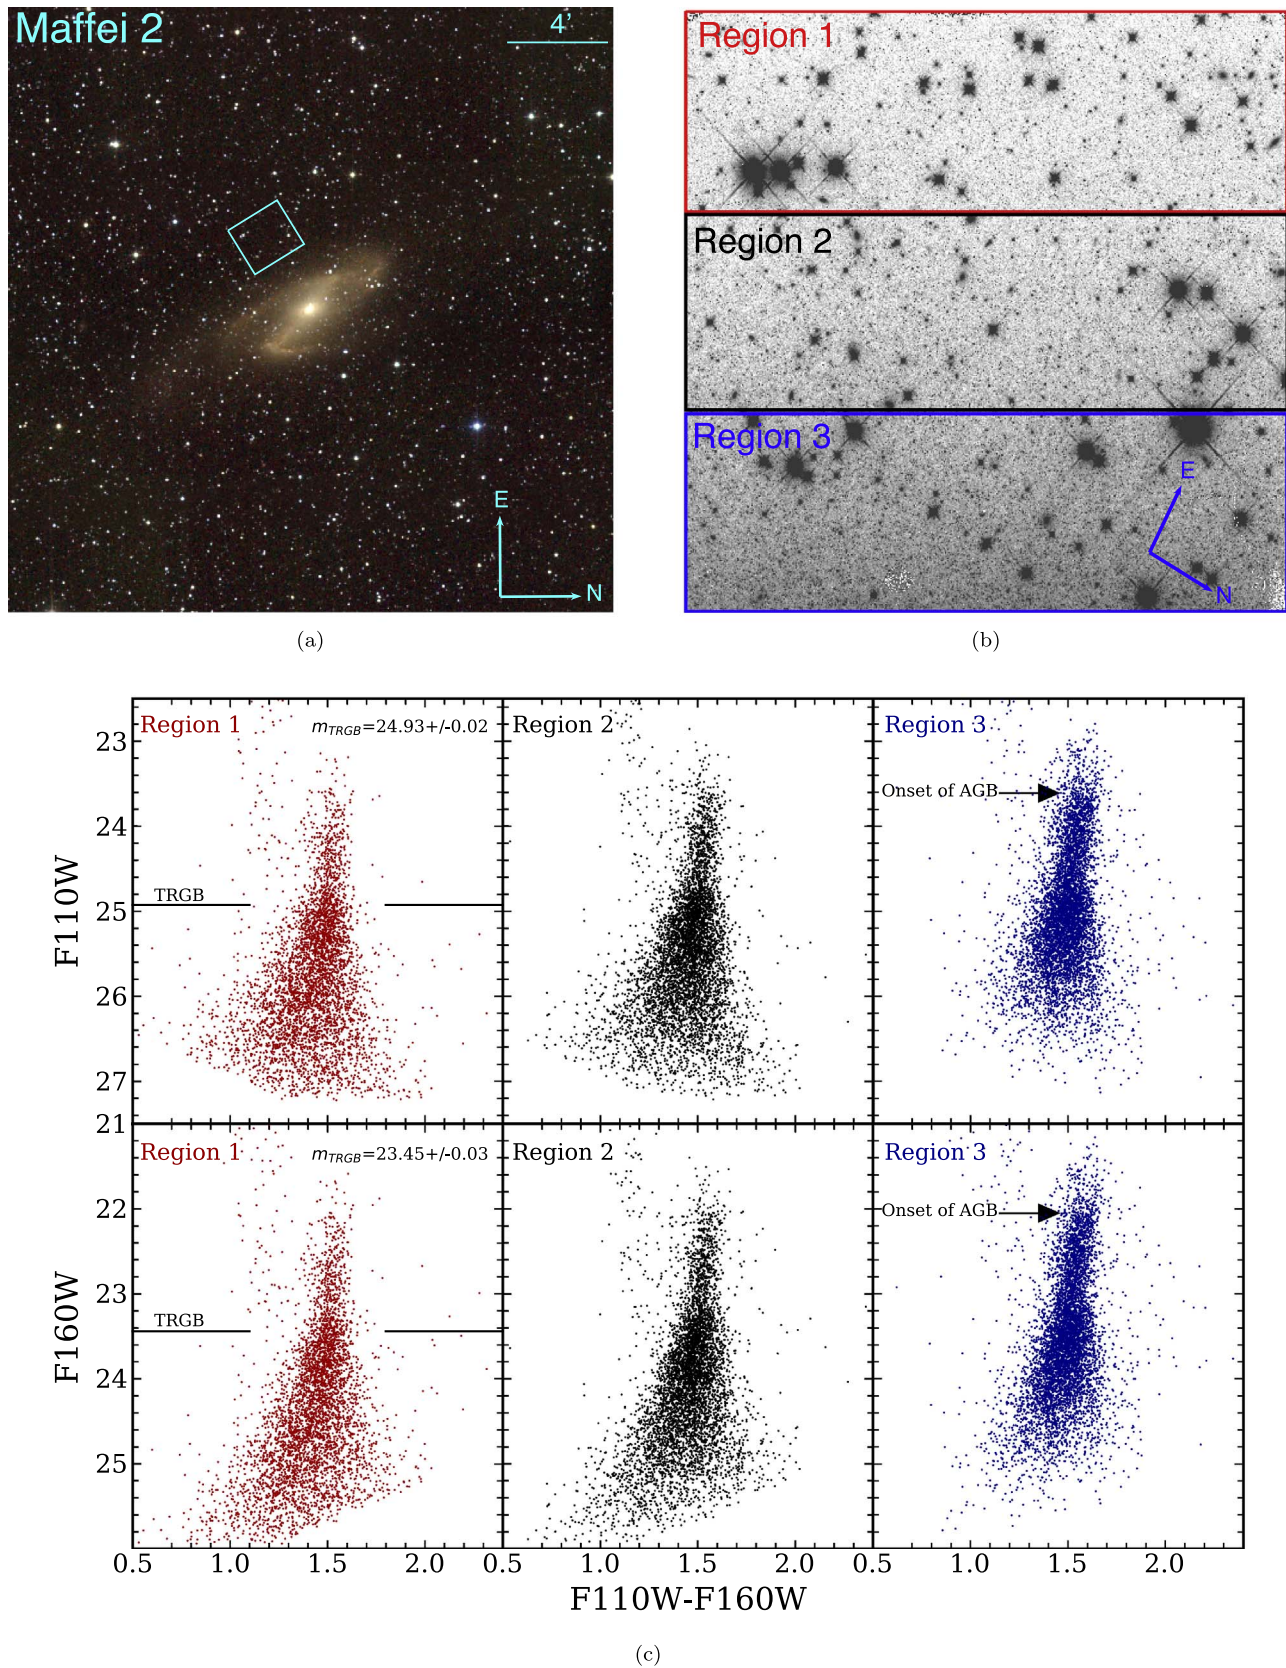 Maffei 2
4'
E
N
(a)
Region 1
Region 2
Region 3
E
N
(b)
Region 1
m_TRGB=24.93+/-0.02
Region 2
Region 3
Onset of AGB
TRGB
F110W
23
24
25
26
27
21
Region 1
m_TRGB=23.45+/-0.03
Region 2
Region 3
Onset of AGB
TRGB
F160W
22
23
24
25
0.5 1.0 1.5 2.0 0.5 1.0 1.5 2.0 0.5 1.0 1.5 2.0
F110W-F160W
(c)